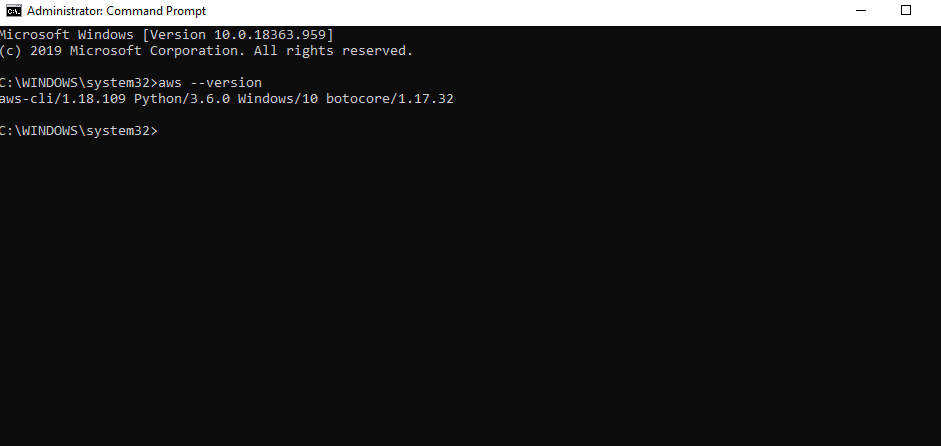 Administrator: Command Prompt
Microsoft Windows [Version 10.0.18363.959]
(c) 2019 Microsoft Corporation. All rights reserved.
C:\WINDOWS\system32>aws --version
aws-cli/1.18.109 Python/3.6.0 Windows/10 botocore/1.17.32
C:\WINDOWS\system32>